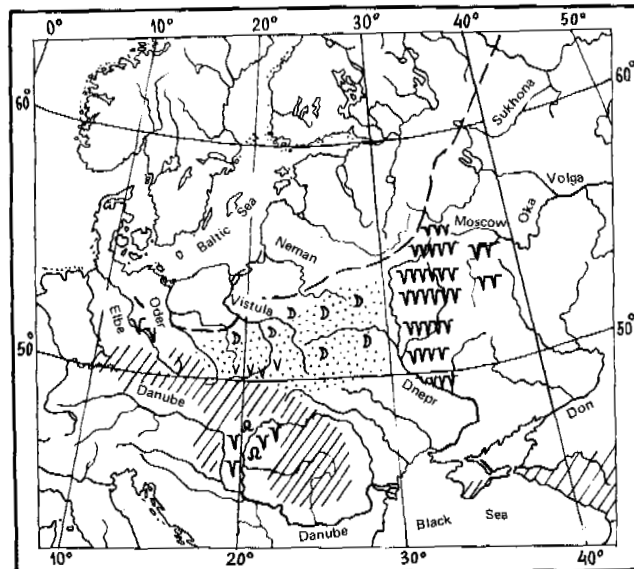 0° 10° 20° 30° 40° 50°
60° 60°
Sukhona
Volga
Oka
Moscow
Baltic Sea
Neman
Vistula
Oder
Elbe
50° 50°
Danube
Dnepr
Don
Black Sea
Danube
10° 20° 30° 40°